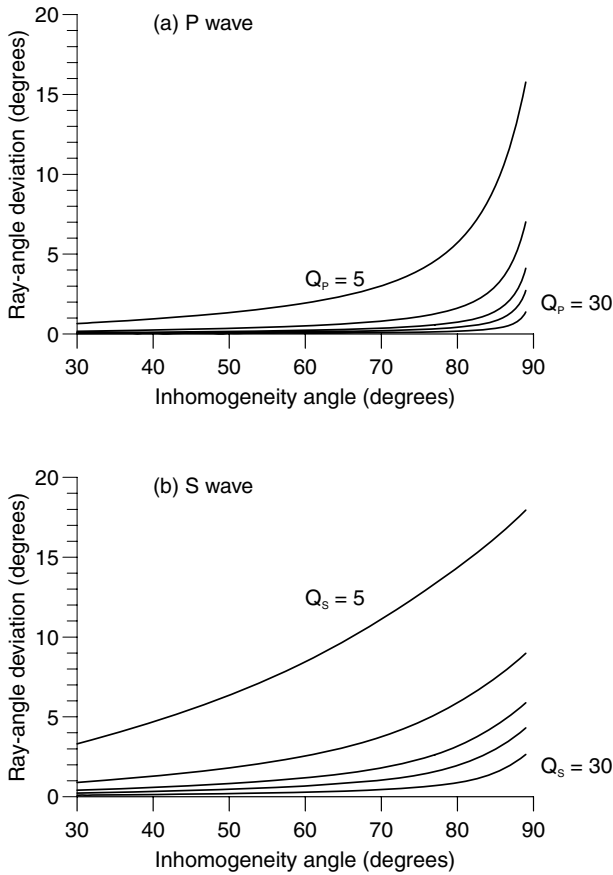 (a) P wave
Ray-angle deviation (degrees)
20
15
10
5
0
Q_P = 5
Q_P = 30
30 40 50 60 70 80 90
Inhomogeneity angle (degrees)
(b) S wave
Ray-angle deviation (degrees)
20
15
10
5
0
Q_S = 5
Q_S = 30
30 40 50 60 70 80 90
Inhomogeneity angle (degrees)